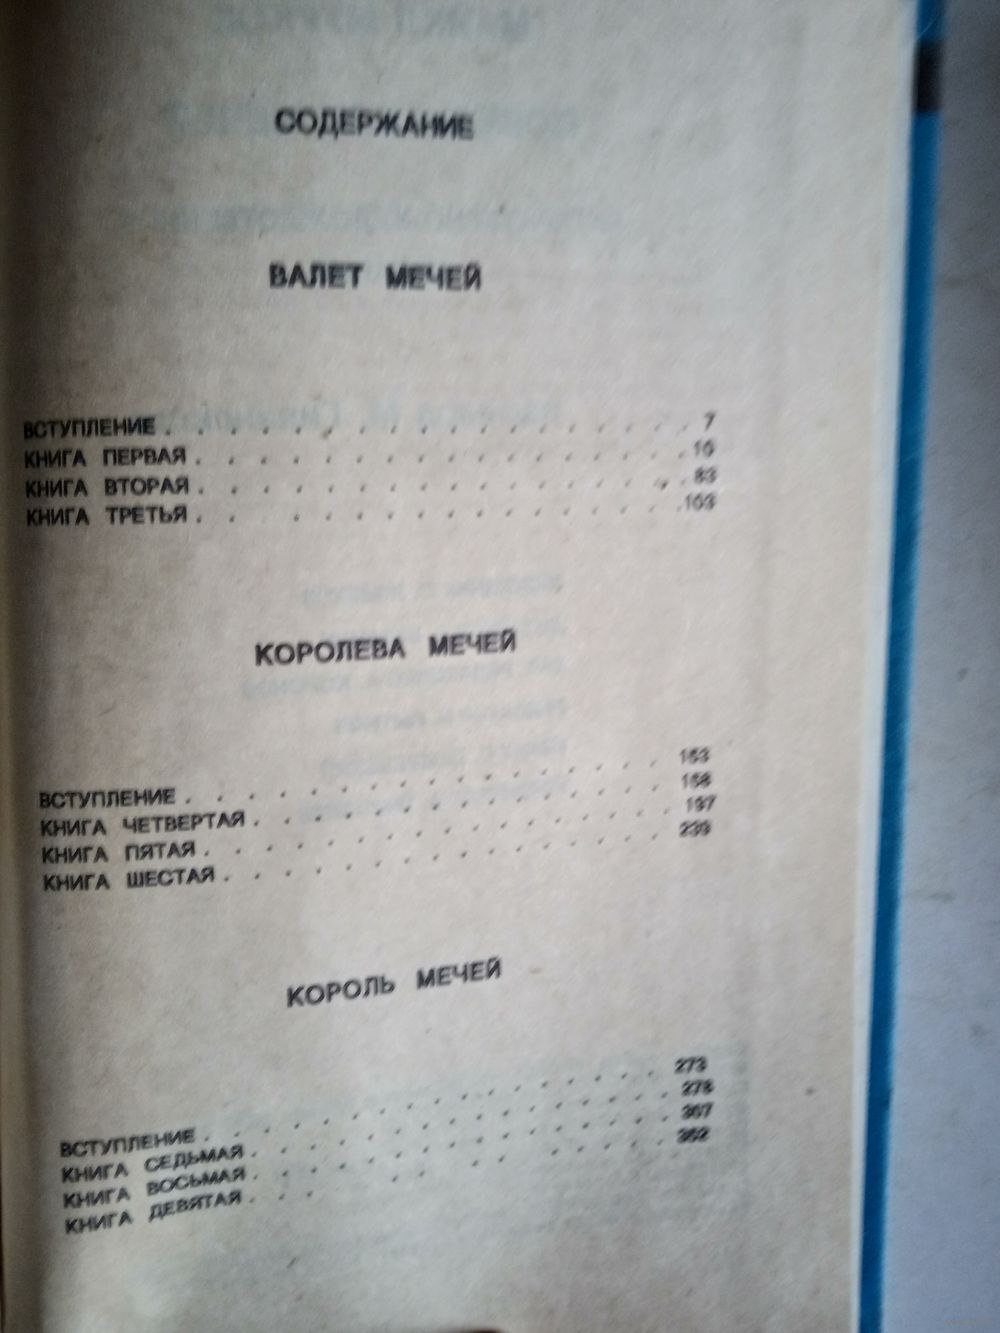 СОДЕРЖАНИЕ
ВАЛЕТ МЕЧЕЙ
ВСТУПЛЕНИЕ . . . . . . . . . . . . . . . . . 7
КНИГА ПЕРВАЯ . . . . . . . . . . . . . . . . 10
КНИГА ВТОРАЯ . . . . . . . . . . . . . . . . 83
КНИГА ТРЕТЬЯ . . . . . . . . . . . . . . . . 103
КОРОЛЕВА МЕЧЕЙ
ВСТУПЛЕНИЕ . . . . . . . . . . . . . . . . 153
КНИГА ЧЕТВЕРТАЯ . . . . . . . . . . . . . . 158
КНИГА ПЯТАЯ . . . . . . . . . . . . . . . . 197
КНИГА ШЕСТАЯ . . . . . . . . . . . . . . . 239
КОРОЛЬ МЕЧЕЙ
ВСТУПЛЕНИЕ . . . . . . . . . . . . . . . . 273
КНИГА СЕДЬМАЯ . . . . . . . . . . . . . . . 278
КНИГА ВОСЬМАЯ . . . . . . . . . . . . . . . 307
КНИГА ДЕВЯТАЯ . . . . . . . . . . . . . . . 352